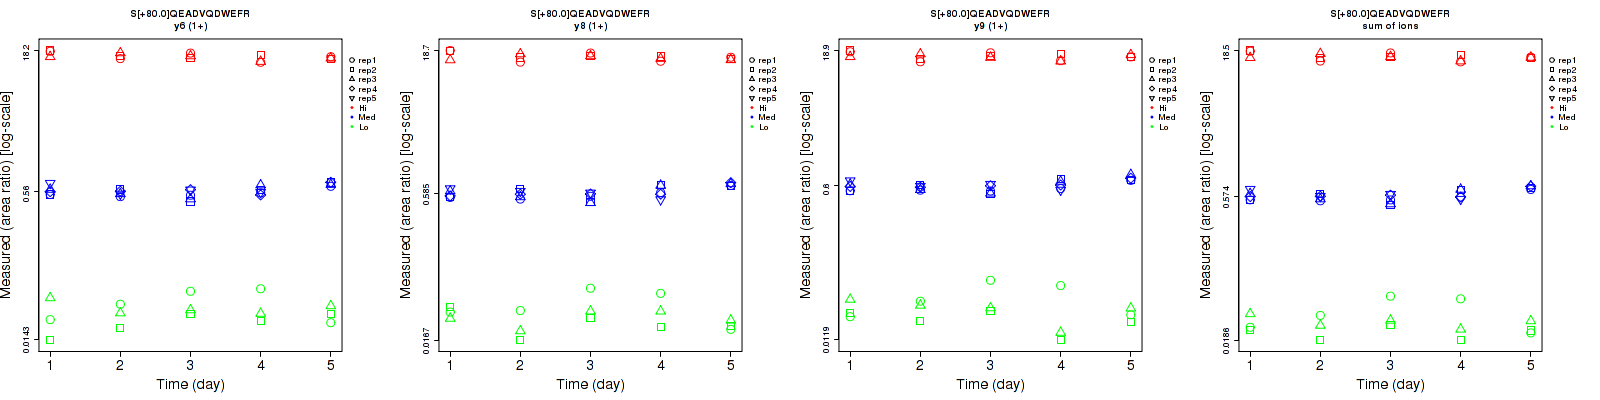 S[+80.0]QEADVQDWEFR
y6 (1+)
Measured (area ratio) [log-scale]
18.2
0.56
0.0143
1 2 3 4 5
Time (day)
rep1
rep2
rep3
rep4
rep5
Hi
Med
Lo
S[+80.0]QEADVQDWEFR
y8 (1+)
Measured (area ratio) [log-scale]
18.7
0.585
0.0167
1 2 3 4 5
Time (day)
rep1
rep2
rep3
rep4
rep5
Hi
Med
Lo
S[+80.0]QEADVQDWEFR
y9 (1+)
Measured (area ratio) [log-scale]
18.9
0.6
0.0119
1 2 3 4 5
Time (day)
rep1
rep2
rep3
rep4
rep5
Hi
Med
Lo
S[+80.0]QEADVQDWEFR
sum of ions
Measured (area ratio) [log-scale]
18.5
0.574
0.0186
1 2 3 4 5
Time (day)
rep1
rep2
rep3
rep4
rep5
Hi
Med
Lo